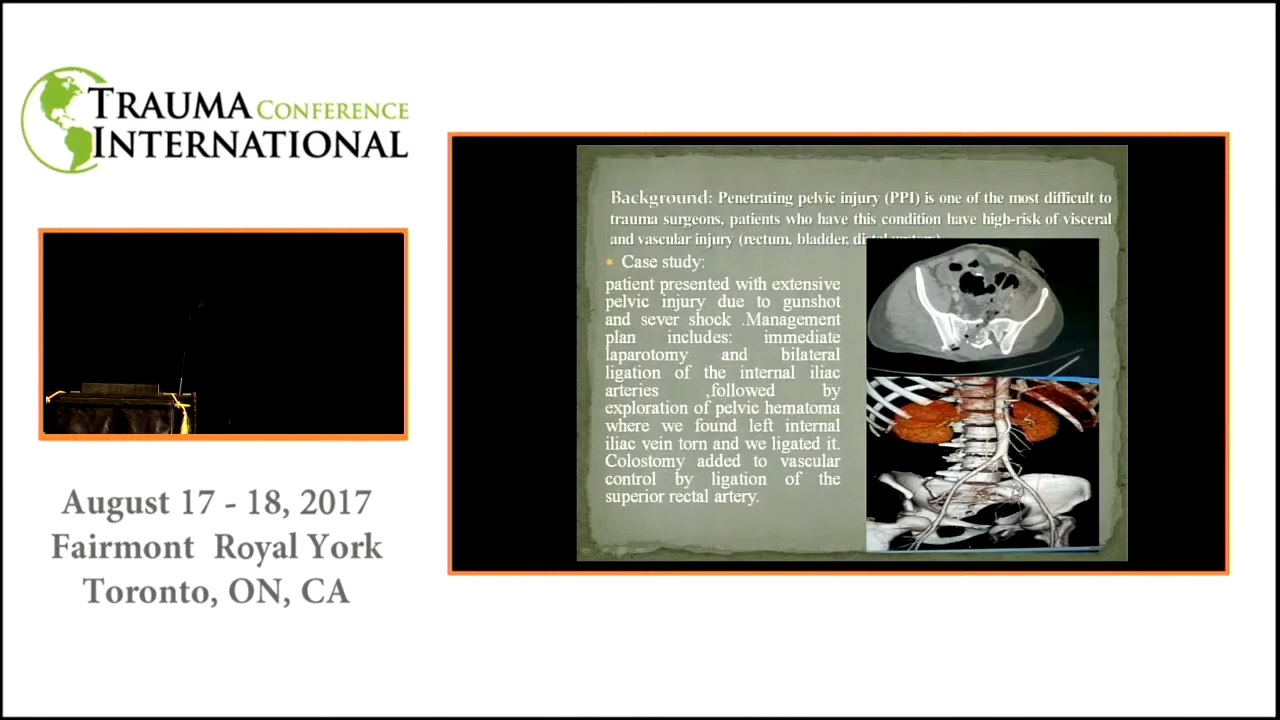 TRAUMA CONFERENCE
INTERNATIONAL
August 17 - 18, 2017
Fairmont Royal York
Toronto, ON, CA
Background: Penetrating pelvic injury (PPI) is one of the most difficult to
trauma surgeons, patients who have this condition have high-risk of visceral
and vascular injury (rectum, bladder,
• Case study:
patient presented with extensive
pelvic injury due to gunshot
and sever shock .Management
plan includes: immediate
laparotomy and bilateral
ligation of the internal iliac
arteries ,followed by
exploration of pelvic hematoma
where we found left internal
iliac vein torn and we ligated it.
Colostomy added to vascular
control by ligation of the
superior rectal artery.